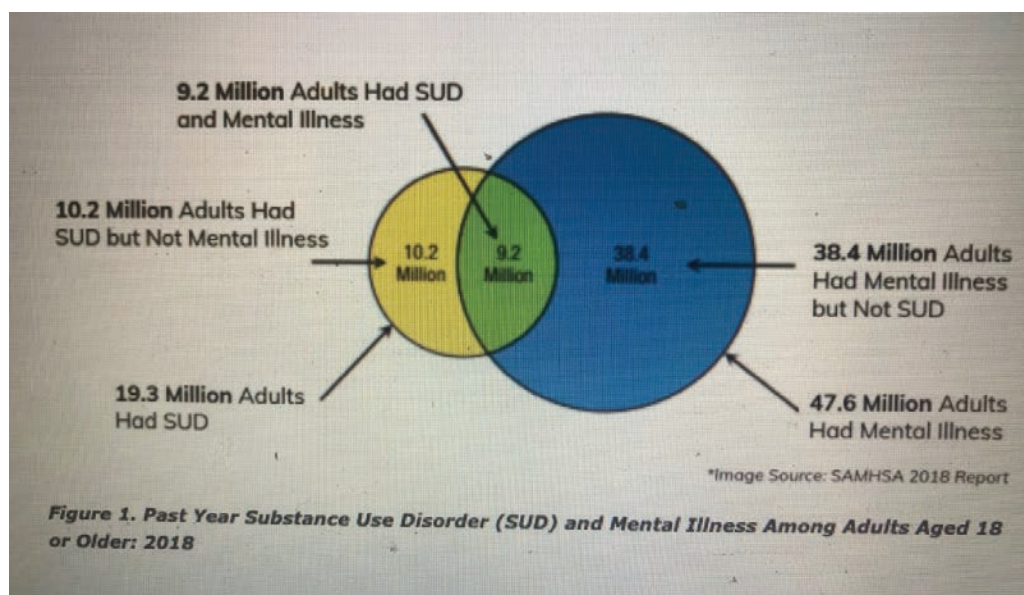 9.2 Million Adults Had SUD
and Mental Illness
10.2 Million Adults Had
SUD but Not Mental Illness
10.2
Million
9.2
Million
38.4
Million
38.4 Million Adults
Had Mental Illness
but Not SUD
19.3 Million Adults
Had SUD
47.6 Million Adults
Had Mental Illness
*Image Source: SAMHSA 2018 Report
Figure 1. Past Year Substance Use Disorder (SUD) and Mental Illness Among Adults Aged 18
or Older: 2018